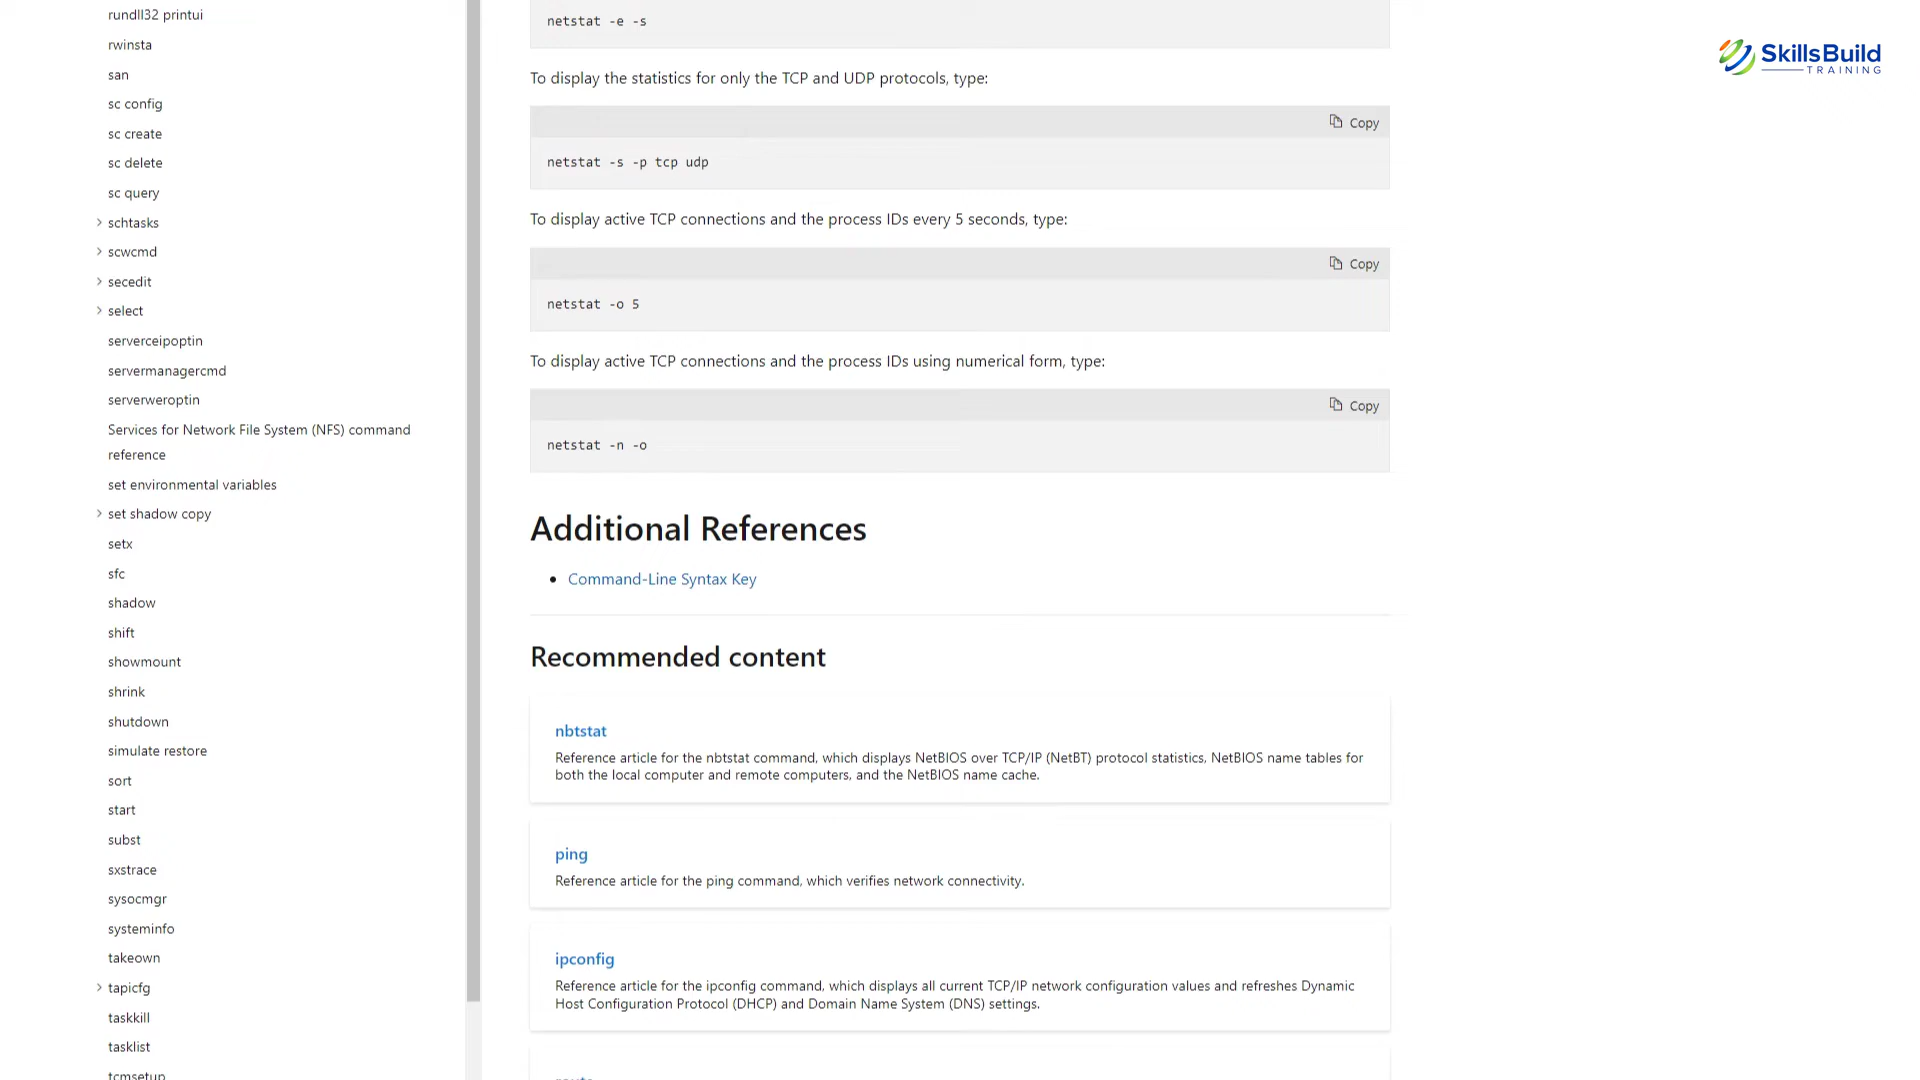 rundll32 printui
rwinsta
san
sc config
sc create
sc delete
sc query
schtasks
scwcmd
secedit
select
serverceipoptin
servermanagercmd
serverweroptin
Services for Network File System (NFS) command
reference
set environmental variables
set shadow copy
setx
sfc
shadow
shift
showmount
shrink
shutdown
simulate restore
sort
start
subst
sxstrace
sysocmgr
systeminfo
takeown
tapicfg
taskkill
tasklist
tcmsetup
netstat -e -s
To display the statistics for only the TCP and UDP protocols, type:
Copy
netstat -s -p tcp udp
To display active TCP connections and the process IDs every 5 seconds, type:
Copy
netstat -o 5
To display active TCP connections and the process IDs using numerical form, type:
Copy
netstat -n -o
Additional References
Command-Line Syntax Key
Recommended content
nbtstat
Reference article for the nbtstat command, which displays NetBIOS over TCP/IP (NetBT) protocol statistics, NetBIOS name tables for
both the local computer and remote computers, and the NetBIOS name cache.
ping
Reference article for the ping command, which verifies network connectivity.
ipconfig
Reference article for the ipconfig command, which displays all current TCP/IP network configuration values and refreshes Dynamic
Host Configuration Protocol (DHCP) and Domain Name System (DNS) settings.
SkillsBuild
TRAINING